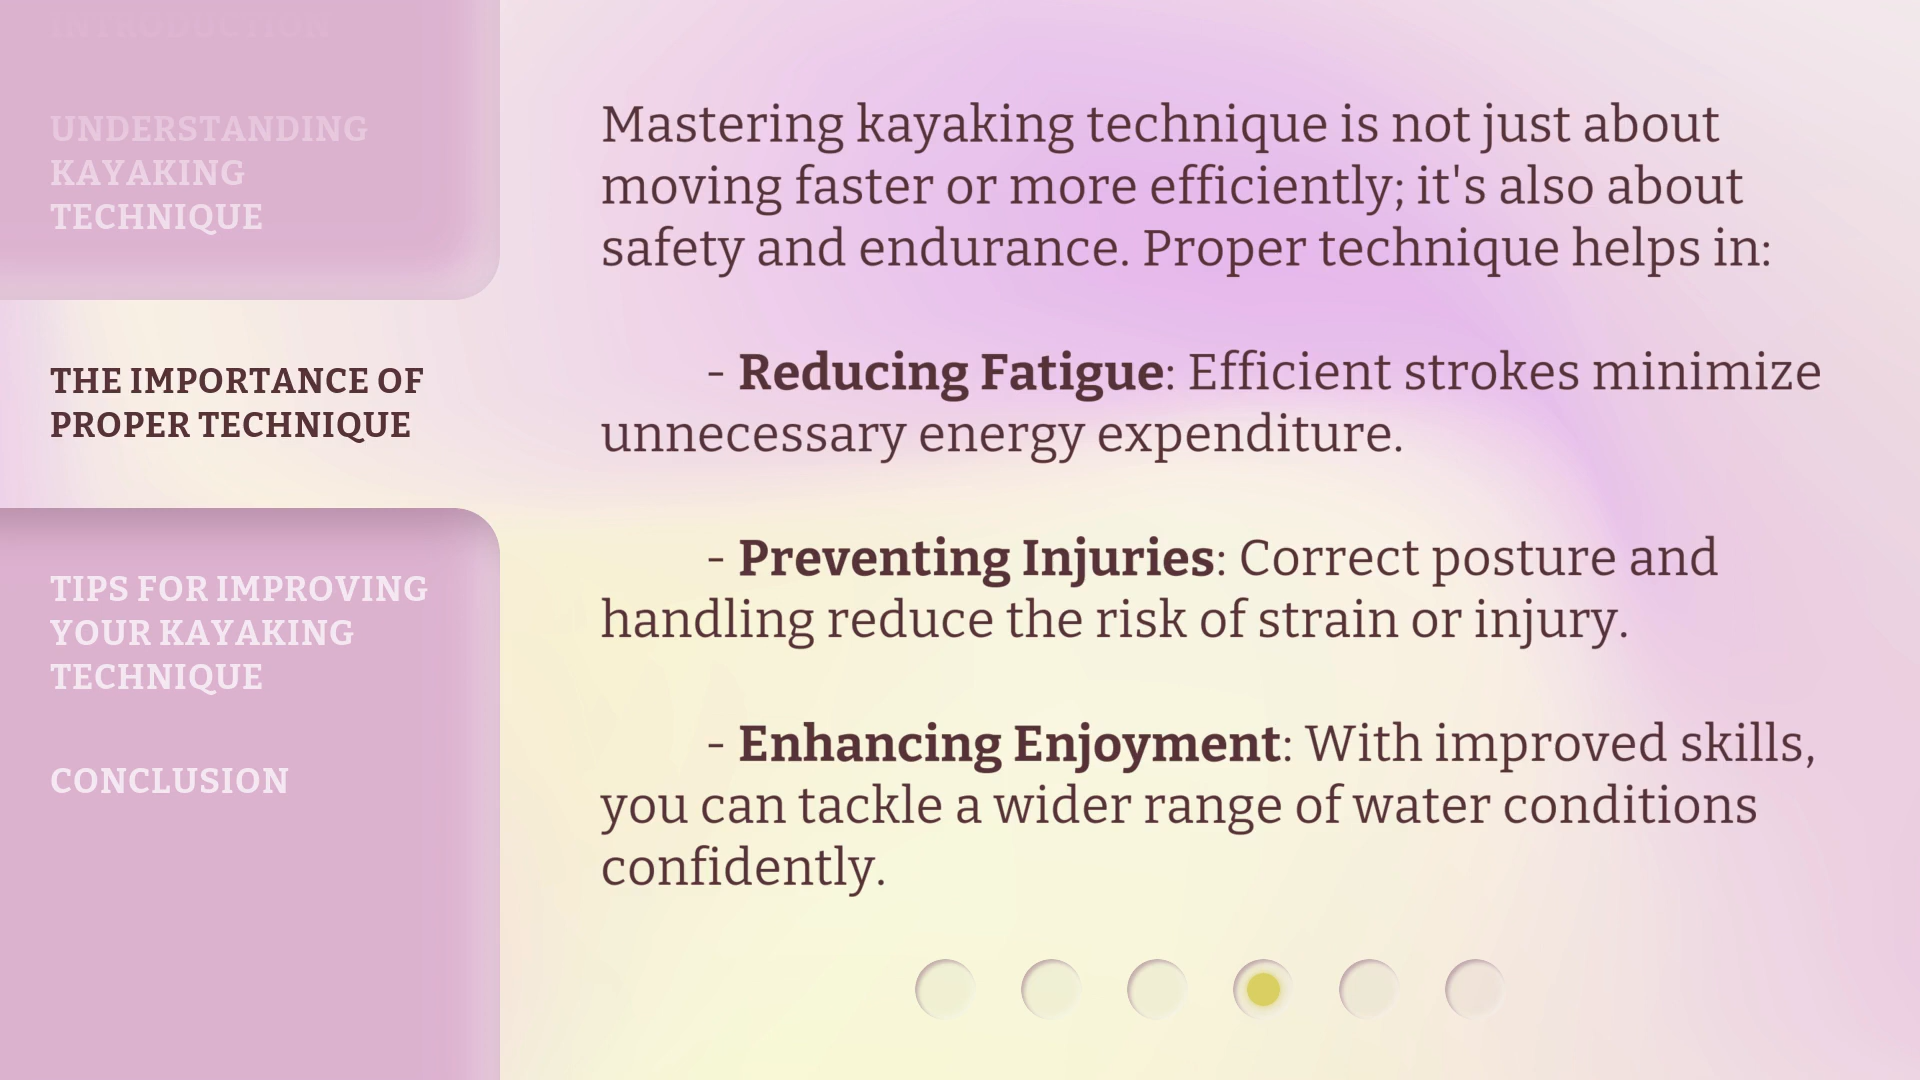 INTRODUCTION
UNDERSTANDING
KAYAKING
TECHNIQUE
THE IMPORTANCE OF
PROPER TECHNIQUE
TIPS FOR IMPROVING
YOUR KAYAKING
TECHNIQUE
CONCLUSION
Mastering kayaking technique is not just about
moving faster or more efficiently; it's also about
safety and endurance. Proper technique helps in:
- Reducing Fatigue: Efficient strokes minimize
unnecessary energy expenditure.
- Preventing Injuries: Correct posture and
handling reduce the risk of strain or injury.
- Enhancing Enjoyment: With improved skills,
you can tackle a wider range of water conditions
confidently.